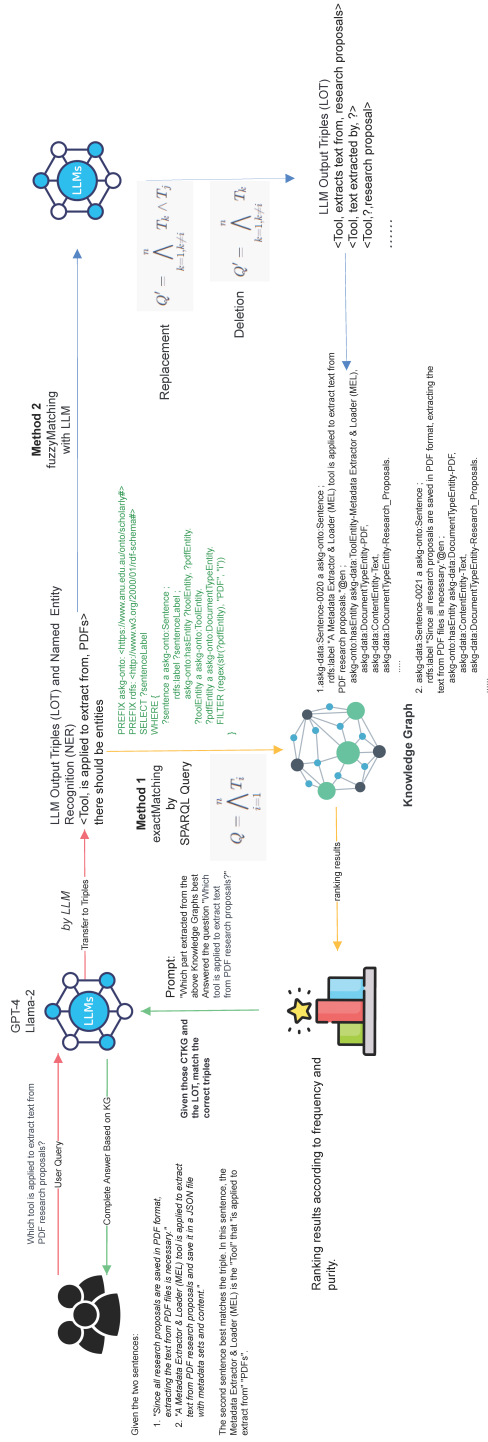 Which tool is applied to extract text from
PDF research proposals?
User Query
Complete Answer Based on KG
Given the two sentences:
1. "Since all research proposals are saved in PDF format,
extracting the text from PDF files is necessary."
2. "A Metadata Extractor & Loader (MEL) tool is applied to extract
text from PDF research proposals and save it in a JSON file
with metadata sets and content."
The second sentence best matches the triple. In this sentence, the
Metadata Extractor & Loader (MEL) is the "Tool" that "is applied to
extract from" "PDFs".
GPT-4
Llama-2
LLMs
by LLM
Transfer to Triples
LLM Output Triples (LOT) and Named Entity
Recognition (NER)
<Tool, is applied to extract from, PDFs>
there should be entities
Method 2
fuzzyMatching
with LLM
LLMs
Prompt:
"Which part extracted from the
above Knowledge Graphs best
Answered the question "Which
tool is applied to extract text
from PDF research proposals?"
Given those CTKG and
the LOT, match the
correct triples
Method 1
exactMatching
by
SPARQL Query
Q = ⋀ⁿᵢ₌₁ Tᵢ
PREFIX askg-onto: <https://www.anu.edu.au/onto/scholarly#>
PREFIX rdfs: <http://www.w3.org/2000/01/rdf-schema#>
SELECT ?sentenceLabel
WHERE {
?sentence a askg-onto:Sentence ;
rdfs:label ?sentenceLabel ;
askg-onto:hasEntity ?toolEntity, ?pdfEntity.
?toolEntity a askg-onto:ToolEntity.
?pdfEntity a askg-onto:DocumentTypeEntity.
FILTER (regex(str(?pdfEntity), "PDF", "i"))
}
Replacement
Q′ = ⋀ⁿₖ₌₁,ₖ≠ᵢ Tₖ ∧ Tⱼ
Deletion
Q′ = ⋀ⁿₖ₌₁,ₖ≠ᵢ Tₖ
LLM Output Triples (LOT)
<Tool, extracts text from, research proposals>
<Tool, text extracted by, ?>
<Tool,?,research proposal>
......
1.askg-data:Sentence-0020 a askg-onto:Sentence ;
rdfs:label "A Metadata Extractor & Loader (MEL) tool is applied to extract text from
PDF research proposals."@en ;
askg-onto:hasEntity askg-data:ToolEntity-Metadata Extractor & Loader (MEL),
askg-data:DocumentTypeEntity-PDF,
askg-data:ContentEntity-Text,
askg-data:DocumentTypeEntity-Research_Proposals.
.....
2. askg-data:Sentence-0021 a askg-onto:Sentence ;
rdfs:label "Since all research proposals are saved in PDF format, extracting the
text from PDF files is necessary."@en ;
askg-onto:hasEntity askg-data:DocumentTypeEntity-PDF,
askg-data:ContentEntity-Text,
askg-data:DocumentTypeEntity-Research_Proposals.
.....
Knowledge Graph
ranking results
Ranking results according to frequency and
purity.